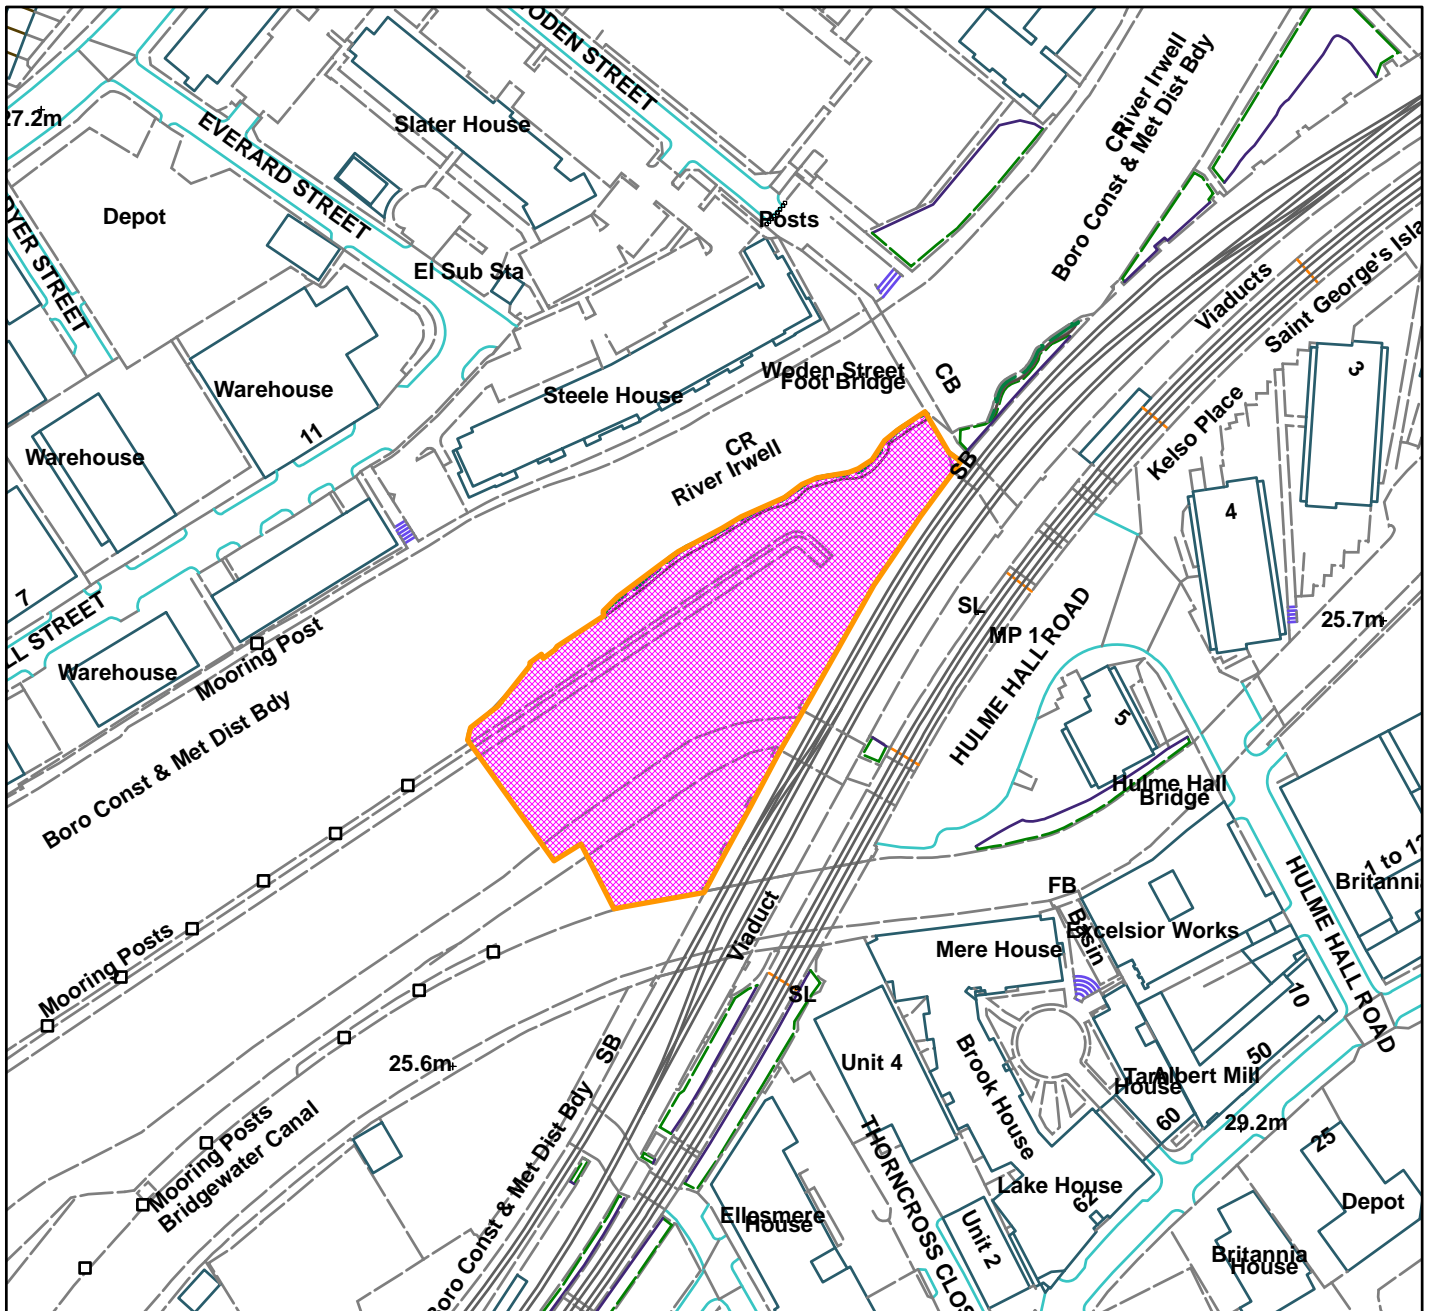 WODEN STREET
CR
River Irwell
Boro Const & Met Dist Bdy
27.2m
Slater House
EVERARD STREET
Depot
Posts
DYER STREET
El Sub Sta
Viaducts
Saint George's Isla
Warehouse
11
Steele House
Woden Street
Foot Bridge
CB
3
Kelso Place
Warehouse
CR
River Irwell
SB
4
7
LL STREET
Warehouse
Mooring Post
Boro Const & Met Dist Bdy
SL
MP 1
HULME HALL ROAD
25.7m
5
Hulme Hall
Bridge
1 to 12
Britannia
HULME HALL ROAD
FB
Basin
Excelsior Works
Mere House
Viaduct
SL
Mooring Posts
10
50
SB
25.6m
Unit 4
Brook House
Tarn
House
Albert Mill
60
29.2m
25
Mooring Posts
Bridgewater Canal
Boro Const & Met Dist Bdy
THORNCROSS CLOS
Lake House
62
Depot
Ellesmere
House
Unit 2
Britannia
House